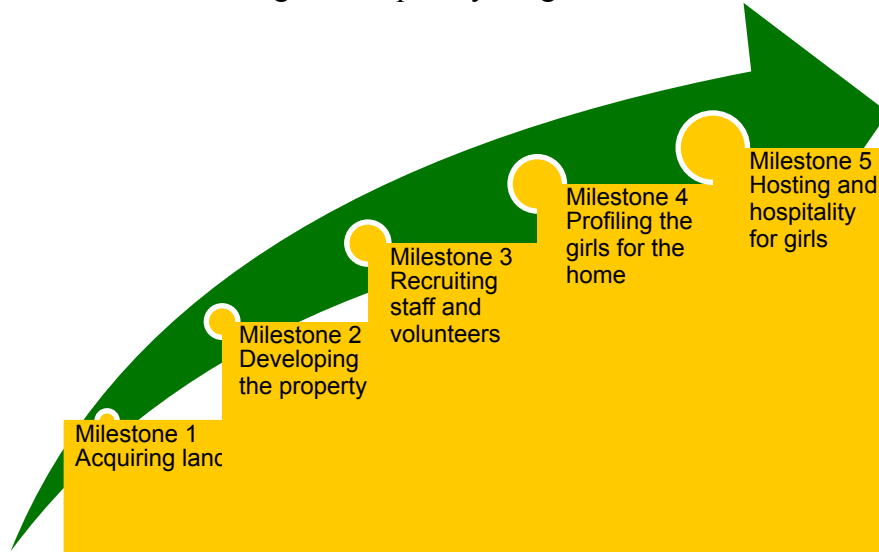 Milestone 1
Acquiring land
Milestone 2
Developing
the property
Milestone 3
Recruiting
staff and
volunteers
Milestone 4
Profiling the
girls for the
home
Milestone 5
Hosting and
hospitality
for girls